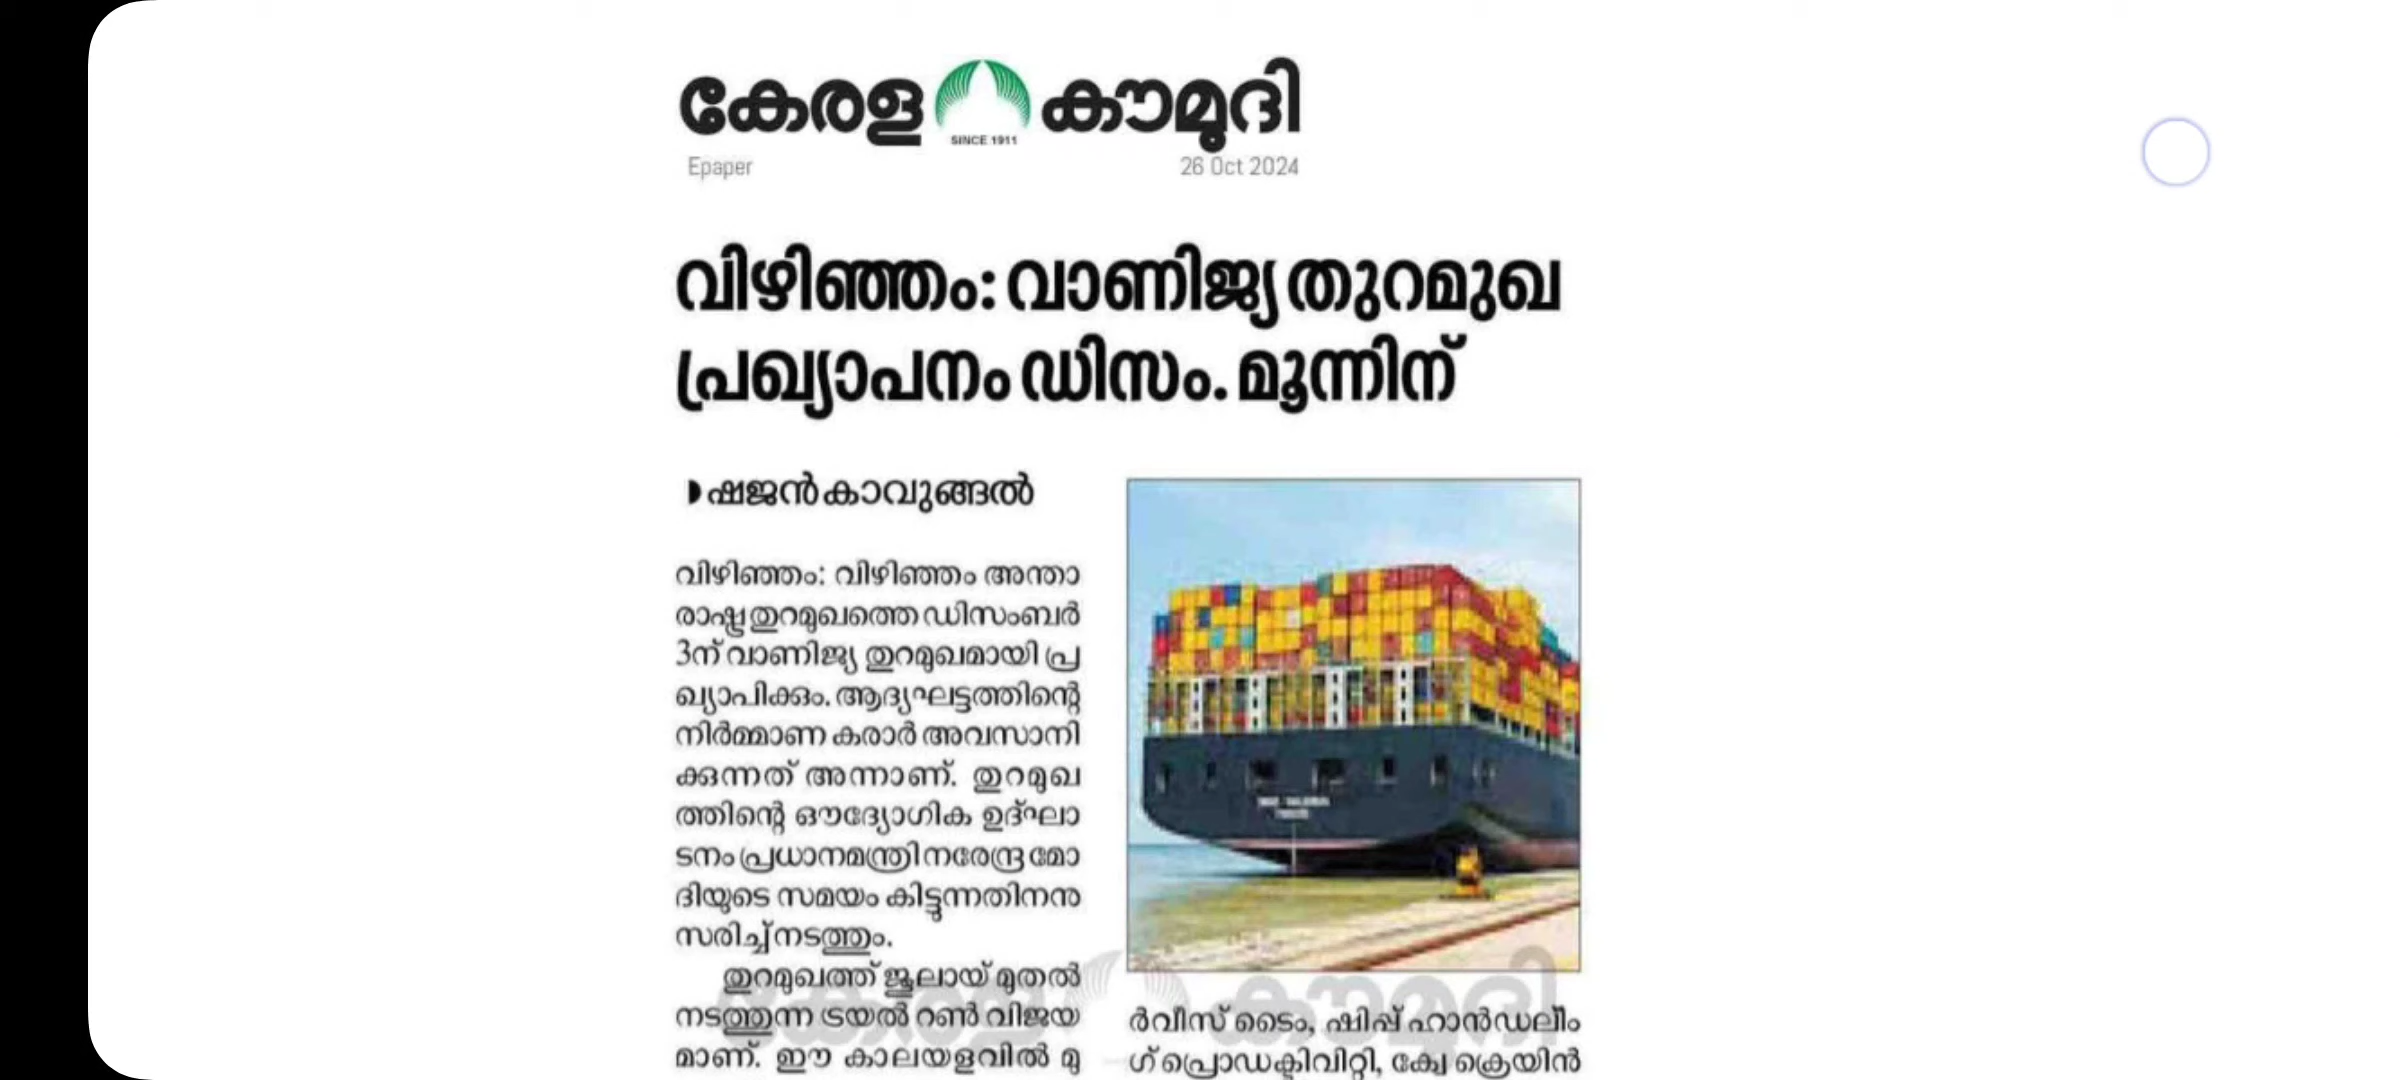 കേരള കൗമുദി
SINCE 1911
Epaper
26 Oct 2024
വിഴിഞ്ഞം: വാണിജ്യ തുറമുഖ
പ്രഖ്യാപനം ഡിസം. മൂന്നിന്
ഷജൻ കാവുങ്ങൽ
വിഴിഞ്ഞം: വിഴിഞ്ഞം അന്താ
രാഷ്ട്ര തുറമുഖത്തെ ഡിസംബർ
3ന് വാണിജ്യ തുറമുഖമായി പ്ര
ഖ്യാപിക്കും. ആദ്യഘട്ടത്തിന്റെ
നിർമ്മാണ കരാർ അവസാനി
ക്കുന്നത് അന്നാണ്. തുറമുഖ
ത്തിന്റെ ഔദ്യോഗിക ഉദ്ഘാ
ടനം പ്രധാനമന്ത്രി നരേന്ദ്ര മോ
ദിയുടെ സമയം കിട്ടുന്നതിനനു
സരിച്ച് നടത്തും.
തുറമുഖത്ത് ജൂലായ് മുതൽ
നടത്തുന്ന ട്രയൽ റൺ വിജയ
മാണ്. ഈ കാലയളവിൽ മു
ർവീസ് ടൈം, ഷിപ്പ് ഹാൻഡലിം
ഗ് പ്രൊഡക്ടിവിറ്റി, ക്വേ ക്രെയിൻ
കേരള കൗമുദി